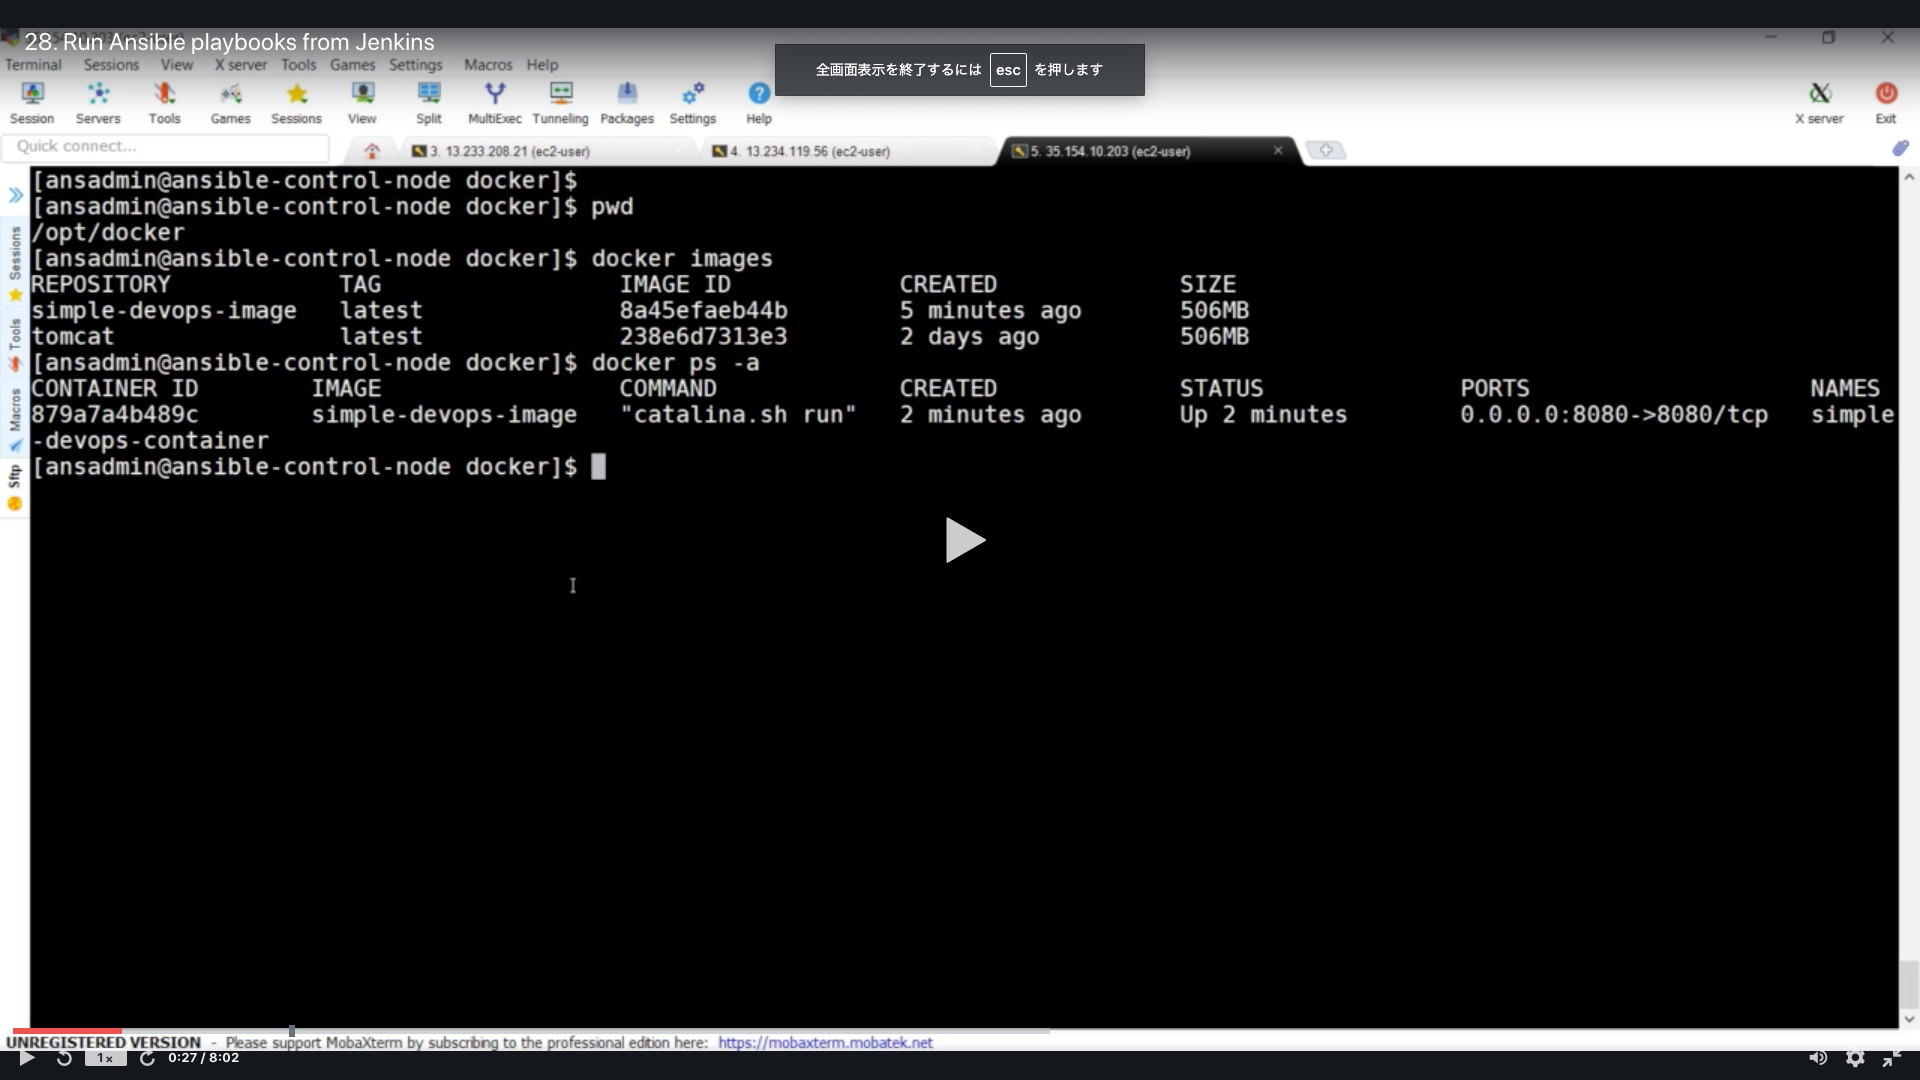 28. Run Ansible playbooks from Jenkins
Terminal Sessions View X server Tools Games Settings Macros Help
全画面表示を終了するには esc を押します
Session Servers Tools Games Sessions View Split MultiExec Tunneling Packages Settings Help X server Exit
Quick connect...
3. 13.233.208.21 (ec2-user)
4. 13.234.119.56 (ec2-user)
5. 35.154.10.203 (ec2-user)
Sessions
Tools
Macros
Sftp
[ansadmin@ansible-control-node docker]$
[ansadmin@ansible-control-node docker]$ pwd
/opt/docker
[ansadmin@ansible-control-node docker]$ docker images
REPOSITORY TAG IMAGE ID CREATED SIZE
simple-devops-image latest 8a45efaeb44b 5 minutes ago 506MB
tomcat latest 238e6d7313e3 2 days ago 506MB
[ansadmin@ansible-control-node docker]$ docker ps -a
CONTAINER ID IMAGE COMMAND CREATED STATUS PORTS NAMES
879a7a4b489c simple-devops-image "catalina.sh run" 2 minutes ago Up 2 minutes 0.0.0.0:8080->8080/tcp simple
-devops-container
[ansadmin@ansible-control-node docker]$
UNREGISTERED VERSION - Please support MobaXterm by subscribing to the professional edition here: https://mobaxterm.mobatek.net
1x 0:27 / 8:02